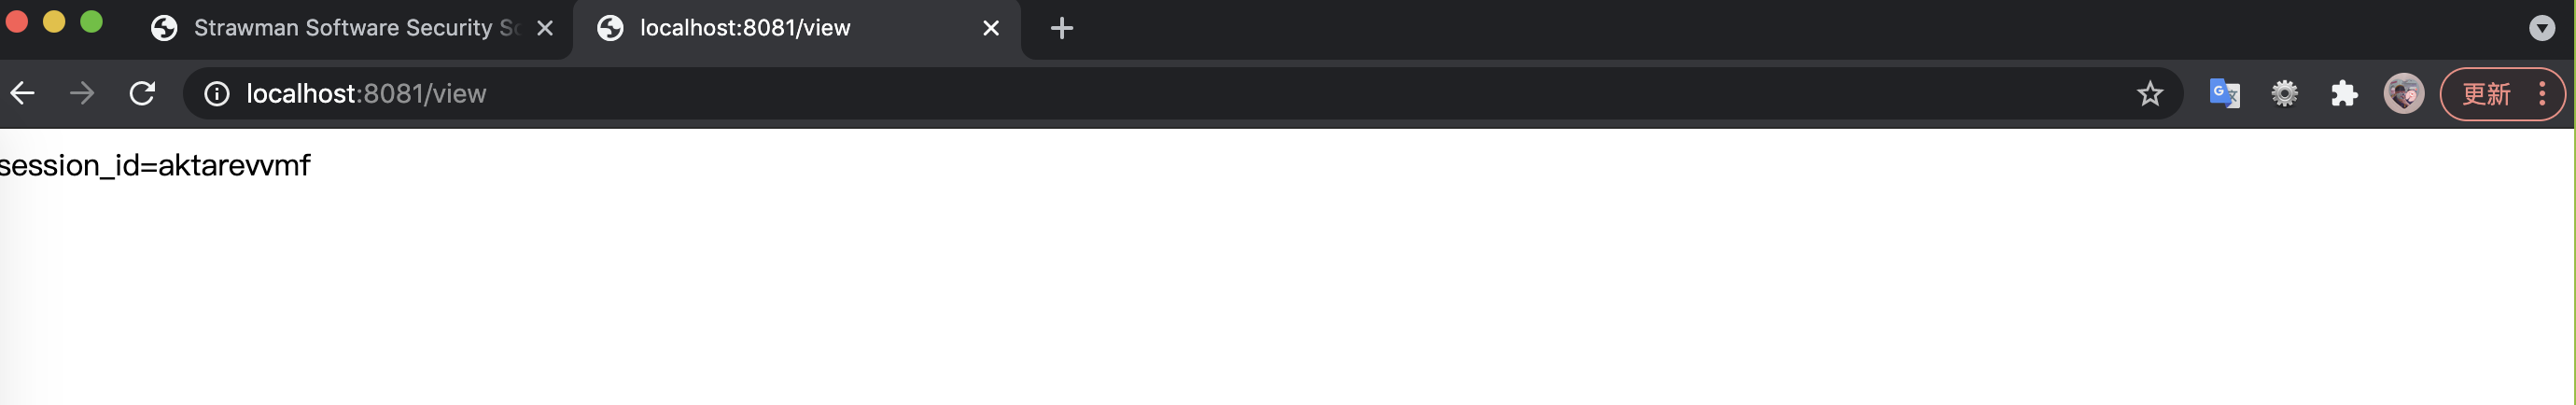 Strawman Software Security
localhost:8081/view
localhost:8081/view
更新
session_id=aktarevvmf